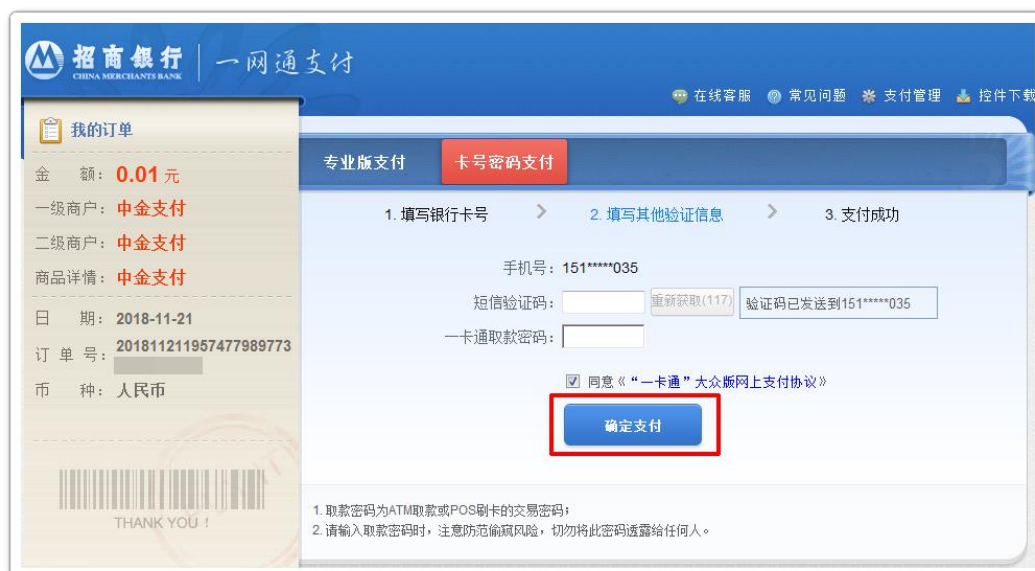 招商银行 一网通支付
CHINA MERCHANTS BANK
在线客服 常见问题 支付管理 控件下载
我的订单
金 额：0.01 元
一级商户：中金支付
二级商户：中金支付
商品详情：中金支付
日 期：2018-11-21
订 单 号：201811211957477989773
币 种：人民币
THANK YOU !
专业版支付 卡号密码支付
1. 填写银行卡号 > 2. 填写其他验证信息 > 3. 支付成功
手机号：151*****035
短信验证码： 重新获取(117) 验证码已发送到151*****035
一卡通取款密码：
同意《“一卡通”大众版网上支付协议》
确定支付
1. 取款密码为ATM取款或POS刷卡的交易密码；
2. 请输入取款密码时，注意防范偷窥风险，切勿将此密码透露给任何人。